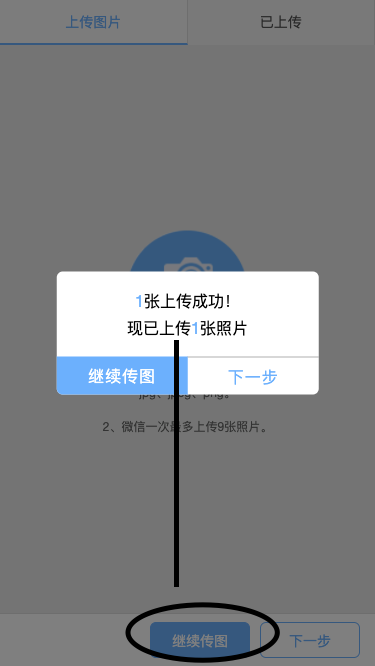 上传图片
已上传
1张上传成功!
现已上传1张照片
继续传图
下一步
jpg、jpeg、png。
2、微信一次最多上传9张照片。
继续传图
下一步